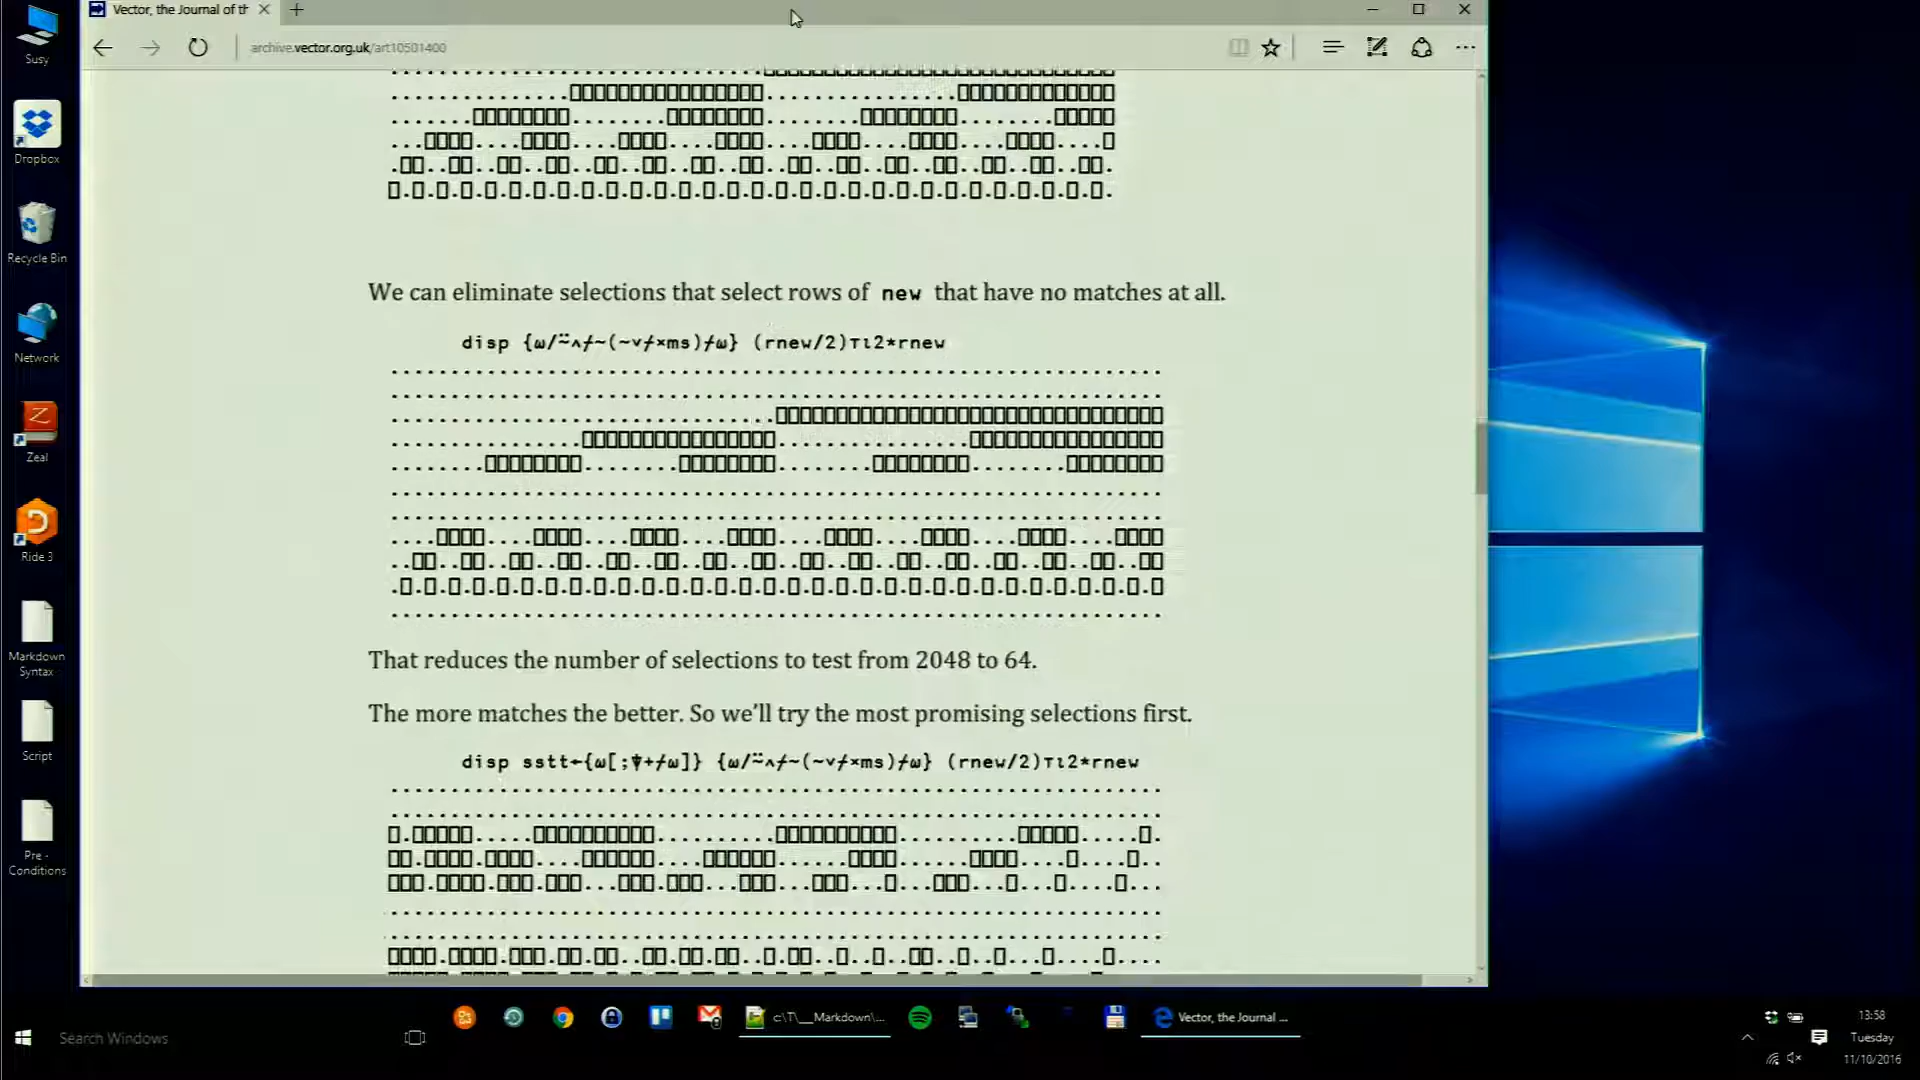 Vector, the Journal of th
archive.vector.org.uk/art10501400
We can eliminate selections that select rows of new that have no matches at all.
disp {⍵/⍨∧⌿~(~∨⌿×ms)⌿⍵} (rnew/2)⊤⍳2*rnew
That reduces the number of selections to test from 2048 to 64.
The more matches the better. So we'll try the most promising selections first.
disp sstt←{⍵[;⍒+⌿⍵]} {⍵/⍨∧⌿~(~∨⌿×ms)⌿⍵} (rnew/2)⊤⍳2*rnew
Susy
Dropbox
Recycle Bin
Network
Zeal
Ride 3
Markdown
Syntax
Script
Pre -
Conditions
Search Windows
c:\T\__Markdown\...
Vector, the Journal ...
13:58
Tuesday
11/10/2016